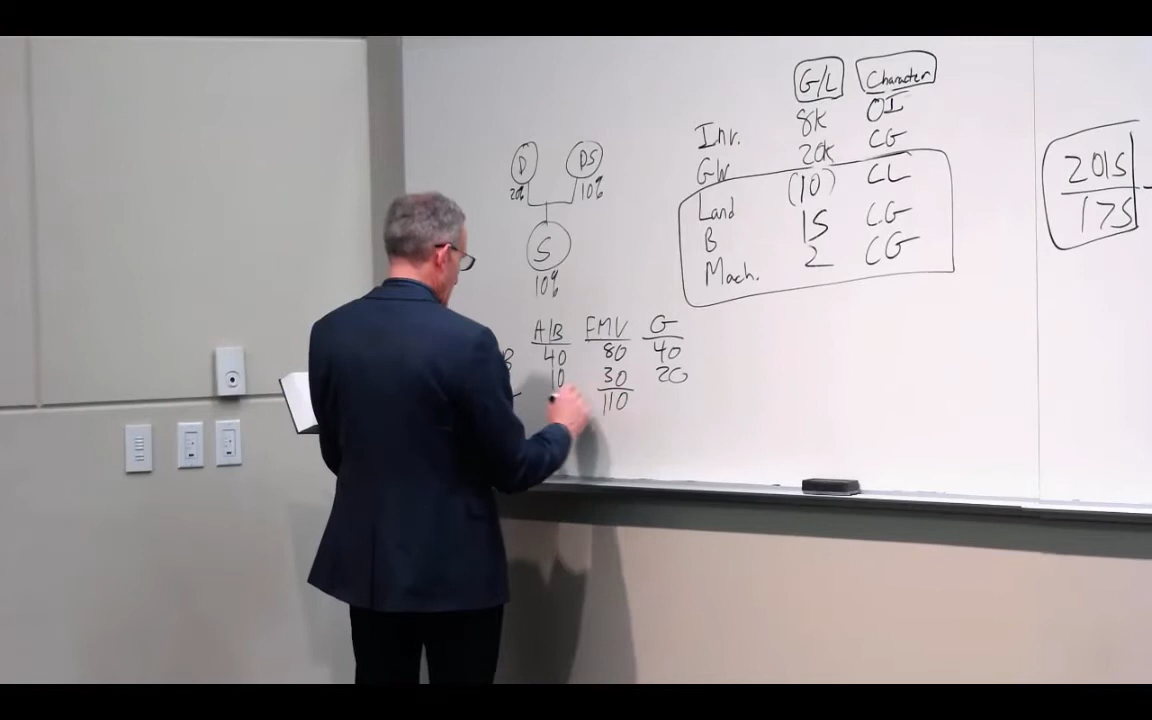 G/L Character
Inv. 8K OI
GW 20K CG
Land (10) CL
B 15 CG
Mach. 2 CG
D DS
20% 10%
S
10%
A/B FMV G
B 40 80 40
10 30 20
110
2015
175